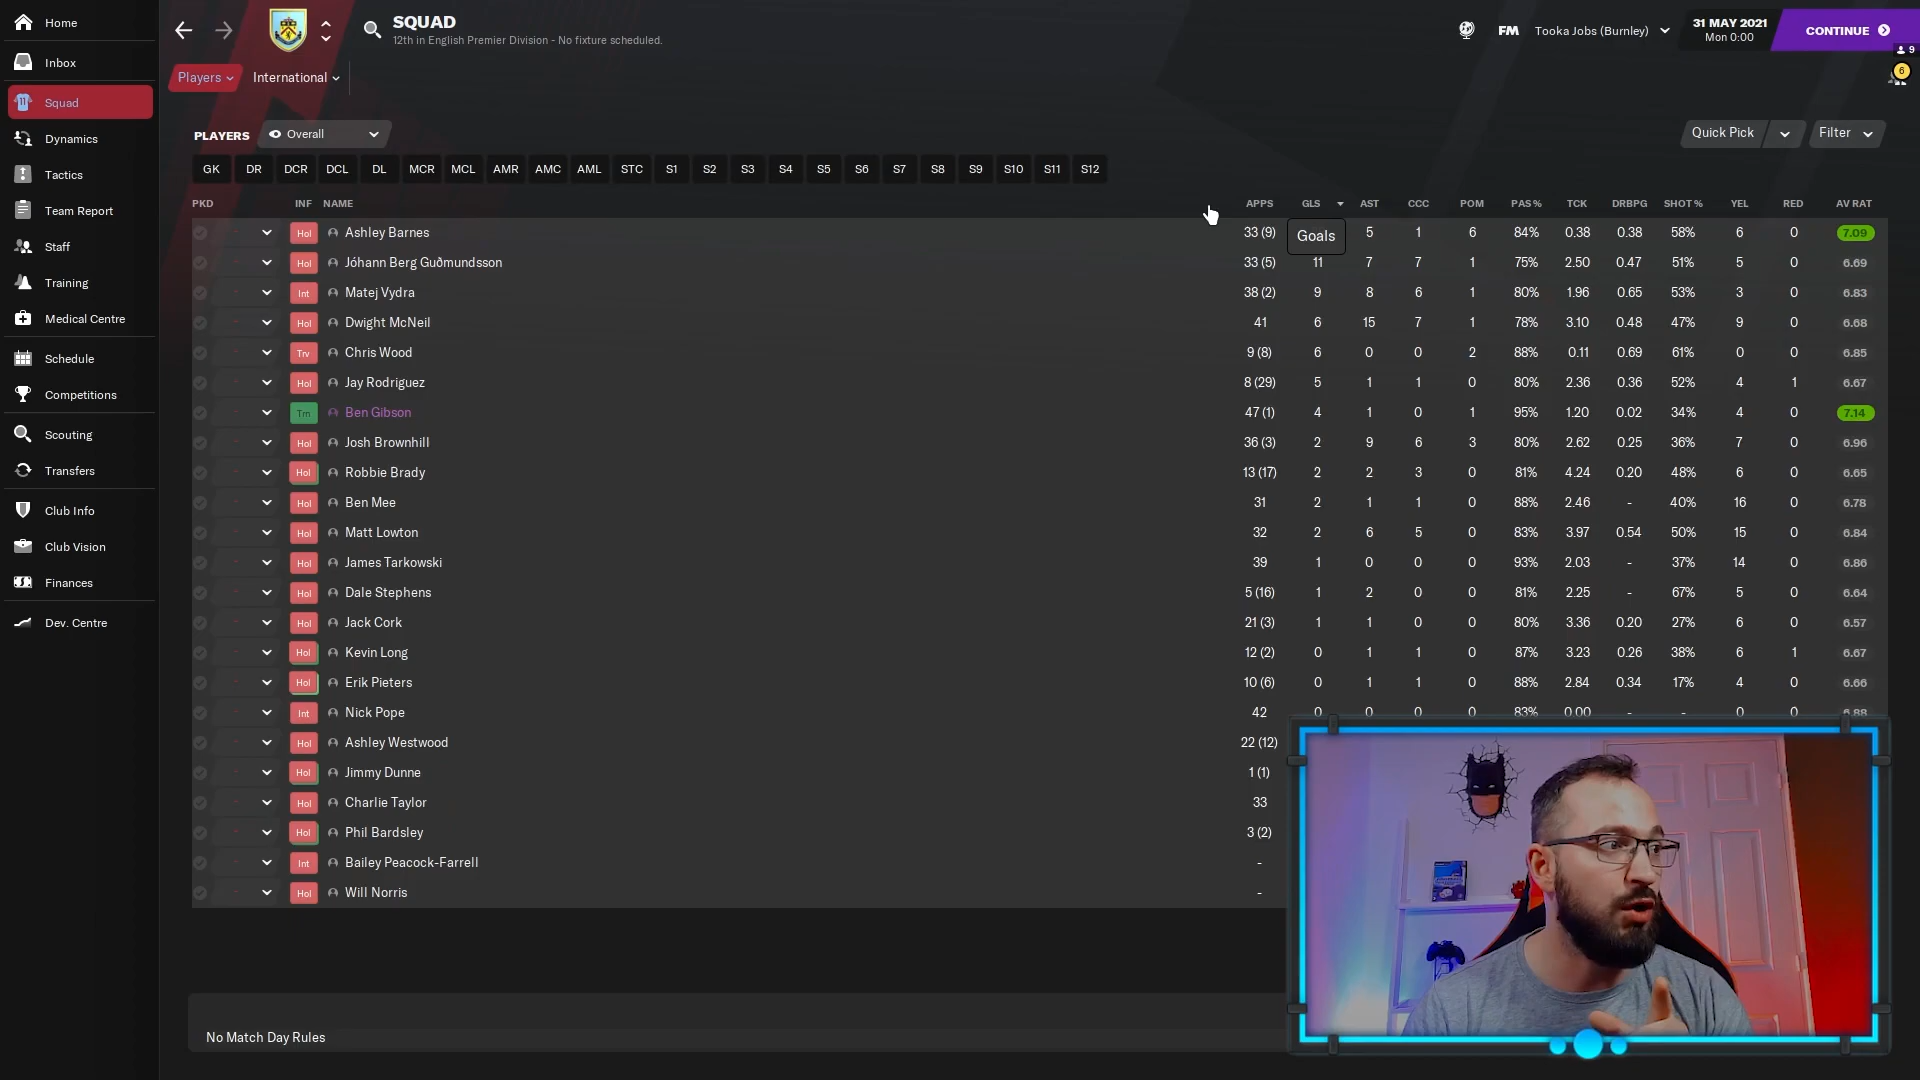 Home
Inbox
Squad
Dynamics
Tactics
Team Report
Staff
Training
Medical Centre
Schedule
Competitions
Scouting
Transfers
Club Info
Club Vision
Finances
Dev. Centre
SQUAD
12th in English Premier Division - No fixture scheduled.
FM Tooka Jobs (Burnley)
31 MAY 2021
Mon 0:00
CONTINUE
9
6
Players International
PLAYERS Overall
Quick Pick Filter
GK DR DCR DCL DL MCR MCL AMR AMC AML STC S1 S2 S3 S4 S5 S6 S7 S8 S9 S10 S11 S12
PKD INF NAME APPS GLS AST CCC POM PAS % TCK DRBPG SHOT % YEL RED AV RAT
Goals
Hol Ashley Barnes 33 (9) 5 1 6 84% 0.38 0.38 58% 6 0 7.09
Hol Jóhann Berg Guðmundsson 33 (5) 11 7 7 1 75% 2.50 0.47 51% 5 0 6.69
Int Matej Vydra 38 (2) 9 8 6 1 80% 1.96 0.65 53% 3 0 6.83
Hol Dwight McNeil 41 6 15 7 1 78% 3.10 0.48 47% 9 0 6.68
Trv Chris Wood 9 (8) 6 0 0 2 88% 0.11 0.69 61% 0 0 6.85
Hol Jay Rodriguez 8 (29) 5 1 1 0 80% 2.36 0.36 52% 4 1 6.67
Trn Ben Gibson 47 (1) 4 1 0 1 95% 1.20 0.02 34% 4 0 7.14
Hol Josh Brownhill 36 (3) 2 9 6 3 80% 2.62 0.25 36% 7 0 6.96
Hol Robbie Brady 13 (17) 2 2 3 0 81% 4.24 0.20 48% 6 0 6.65
Hol Ben Mee 31 2 1 1 0 88% 2.46 - 40% 16 0 6.78
Hol Matt Lowton 32 2 6 5 0 83% 3.97 0.54 50% 15 0 6.84
Hol James Tarkowski 39 1 0 0 0 93% 2.03 - 37% 14 0 6.86
Hol Dale Stephens 5 (16) 1 2 0 0 81% 2.25 - 67% 5 0 6.64
Hol Jack Cork 21 (3) 1 1 0 0 80% 3.36 0.20 27% 6 0 6.57
Hol Kevin Long 12 (2) 0 1 1 0 87% 3.23 0.26 38% 6 1 6.67
Hol Erik Pieters 10 (6) 0 1 1 0 88% 2.84 0.34 17% 4 0 6.66
Int Nick Pope 42 0 0 0 0 83% 0.00 - - 0 0 6.88
Hol Ashley Westwood 22 (12)
Hol Jimmy Dunne 1 (1)
Hol Charlie Taylor 33
Hol Phil Bardsley 3 (2)
Int Bailey Peacock-Farrell -
Hol Will Norris -
No Match Day Rules